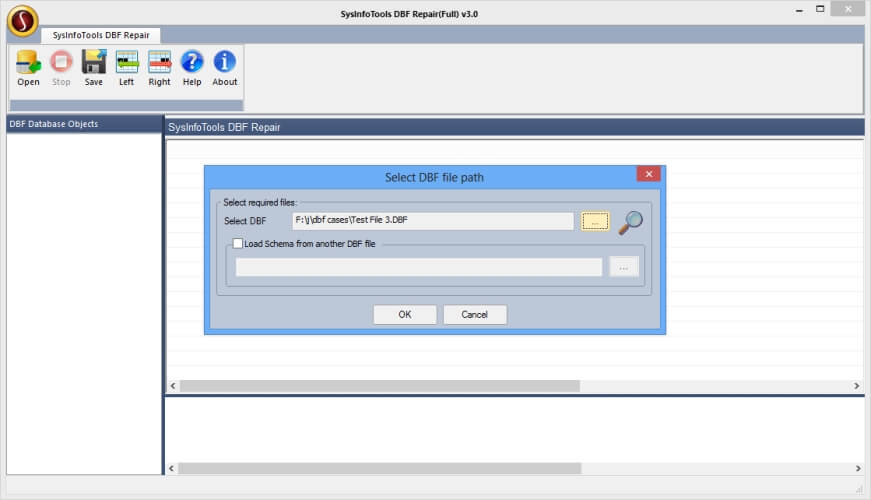 SysInfoTools DBF Repair(Full) v3.0
SysInfoTools DBF Repair
Open Stop Save Left Right Help About
DBF Database Objects
SysInfoTools DBF Repair
Select DBF file path
Select required files:
Select DBF F:\j\dbf cases\Test File 3.DBF ...
Load Schema from another DBF file
...
OK Cancel